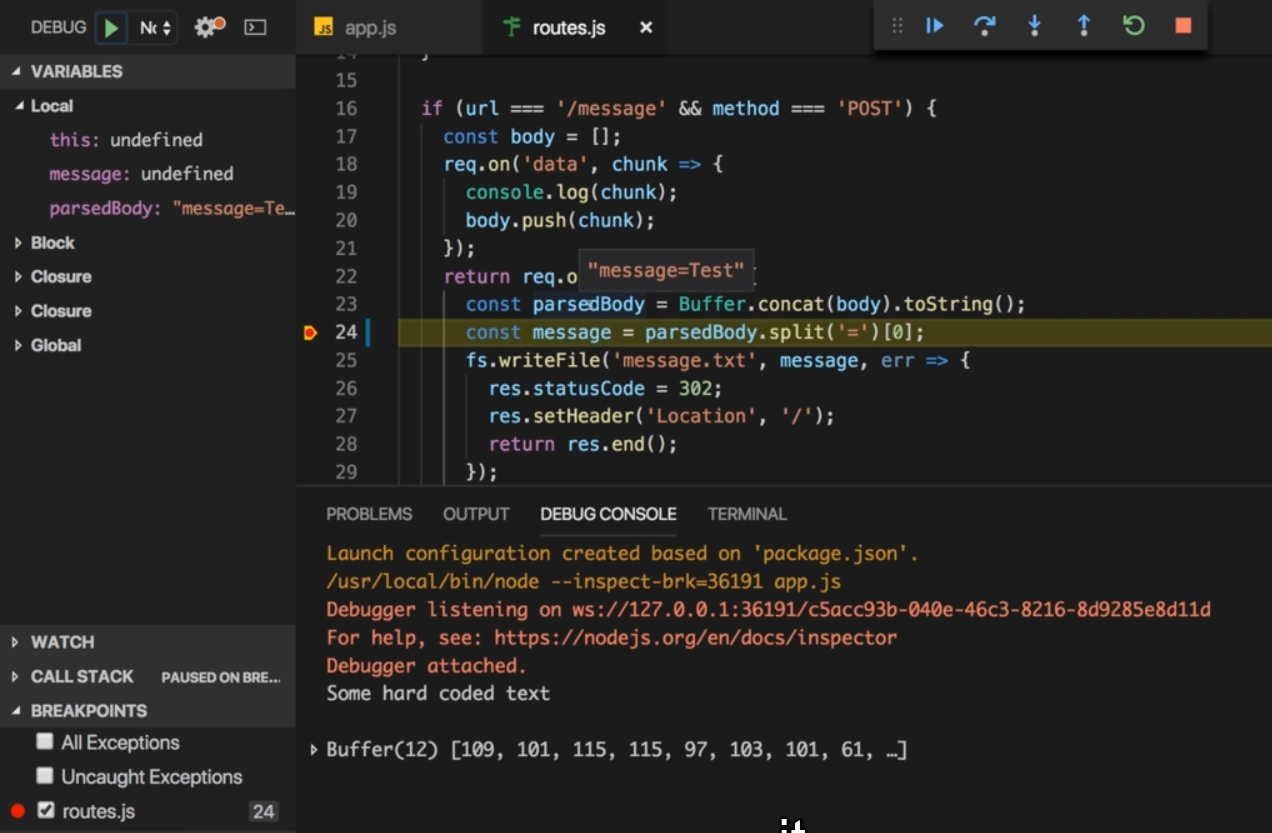 DEBUG
JS app.js
routes.js ×
VARIABLES
Local
this: undefined
message: undefined
parsedBody: "message=Te…
Block
Closure
Closure
Global
WATCH
CALL STACK PAUSED ON BRE…
BREAKPOINTS
All Exceptions
Uncaught Exceptions
routes.js 24
15
16 if (url === '/message' && method === 'POST') {
17 const body = [];
18 req.on('data', chunk => {
19 console.log(chunk);
20 body.push(chunk);
21 });
"message=Test"
22 return req.o
23 const parsedBody = Buffer.concat(body).toString();
24 const message = parsedBody.split('=')[0];
25 fs.writeFile('message.txt', message, err => {
26 res.statusCode = 302;
27 res.setHeader('Location', '/');
28 return res.end();
29 });
PROBLEMS OUTPUT DEBUG CONSOLE TERMINAL
Launch configuration created based on 'package.json'.
/usr/local/bin/node --inspect-brk=36191 app.js
Debugger listening on ws://127.0.0.1:36191/c5acc93b-040e-46c3-8216-8d9285e8d11d
For help, see: https://nodejs.org/en/docs/inspector
Debugger attached.
Some hard coded text
Buffer(12) [109, 101, 115, 115, 97, 103, 101, 61, …]
it